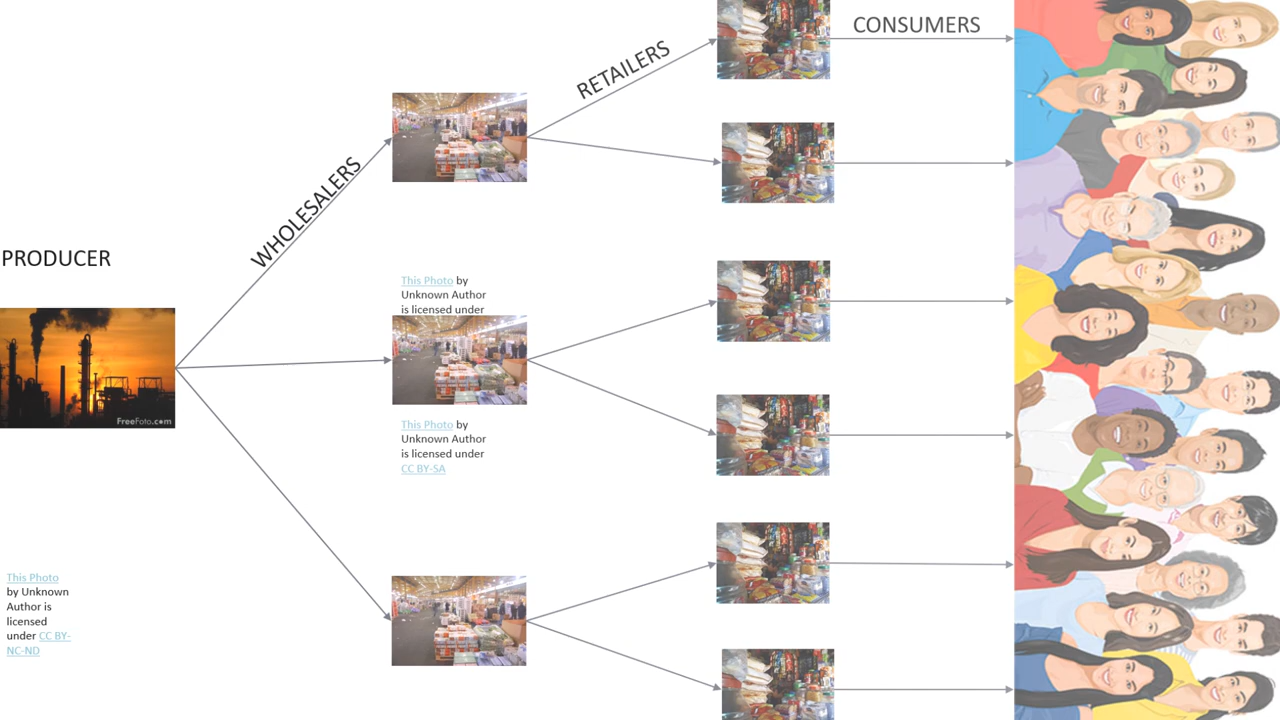 CONSUMERS
RETAILERS
WHOLESALERS
PRODUCER
This Photo by
Unknown Author
is licensed under
FreeFoto.com
This Photo by
Unknown Author
is licensed under
CC BY-SA
This Photo
by Unknown
Author is
licensed
under CC BY-
NC-ND